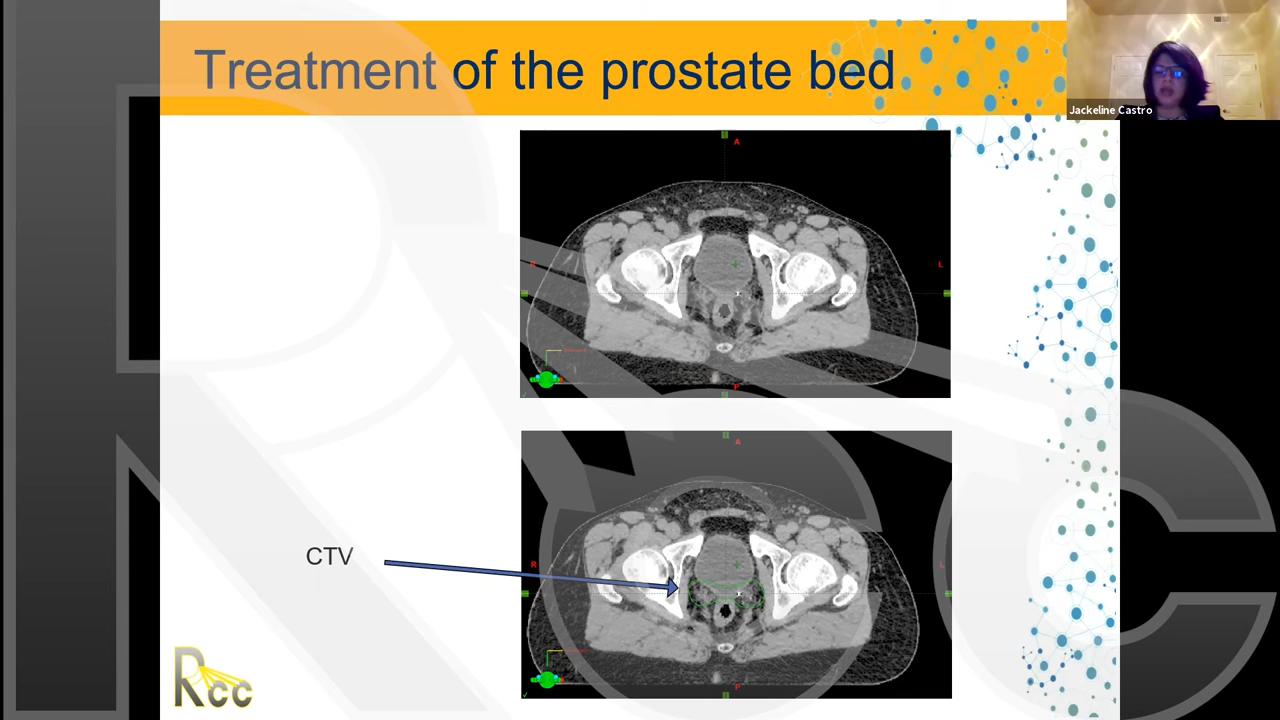 Treatment of the prostate bed
Jackeline Castro
A
R
L
P
A
R
L
CTV
P
Rcc